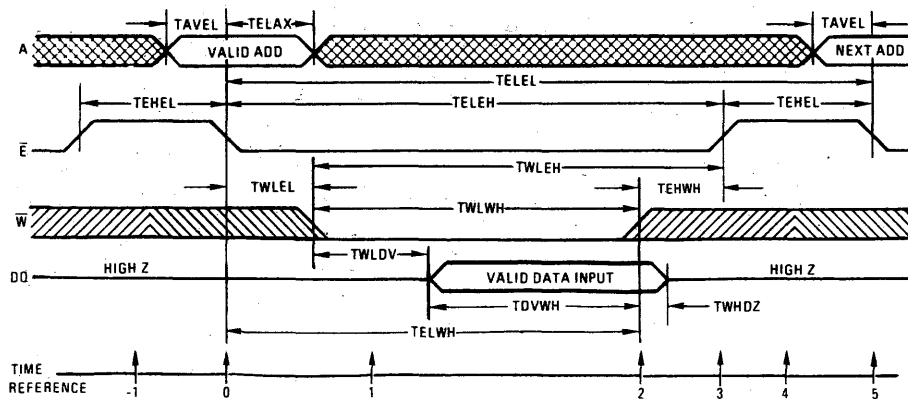 TAVEL TELAX TAVEL
A VALID ADD NEXT ADD
TELEL
TEHEL TELEH TEHEL
E
TWLEH
TWLEL TEHWH
TWLWH
W
TWLDV
DQ HIGH Z VALID DATA INPUT HIGH Z
TDVWH TWHDZ
TELWH
TIME
REFERENCE
-1 0 1 2 3 4 5